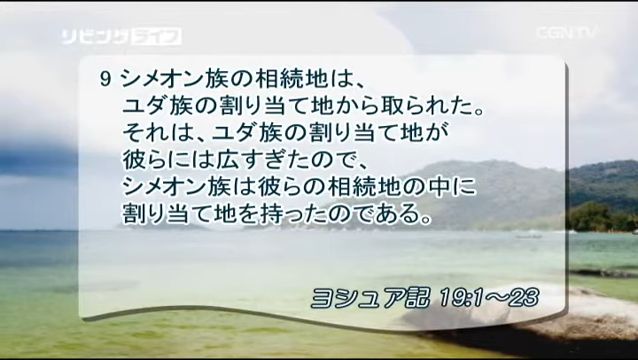 リビングライフ
CGNTV
9 シメオン族の相続地は、
ユダ族の割り当て地から取られた。
それは、ユダ族の割り当て地が
彼らには広すぎたので、
シメオン族は彼らの相続地の中に
割り当て地を持ったのである。
ヨシュア記 19:1～23